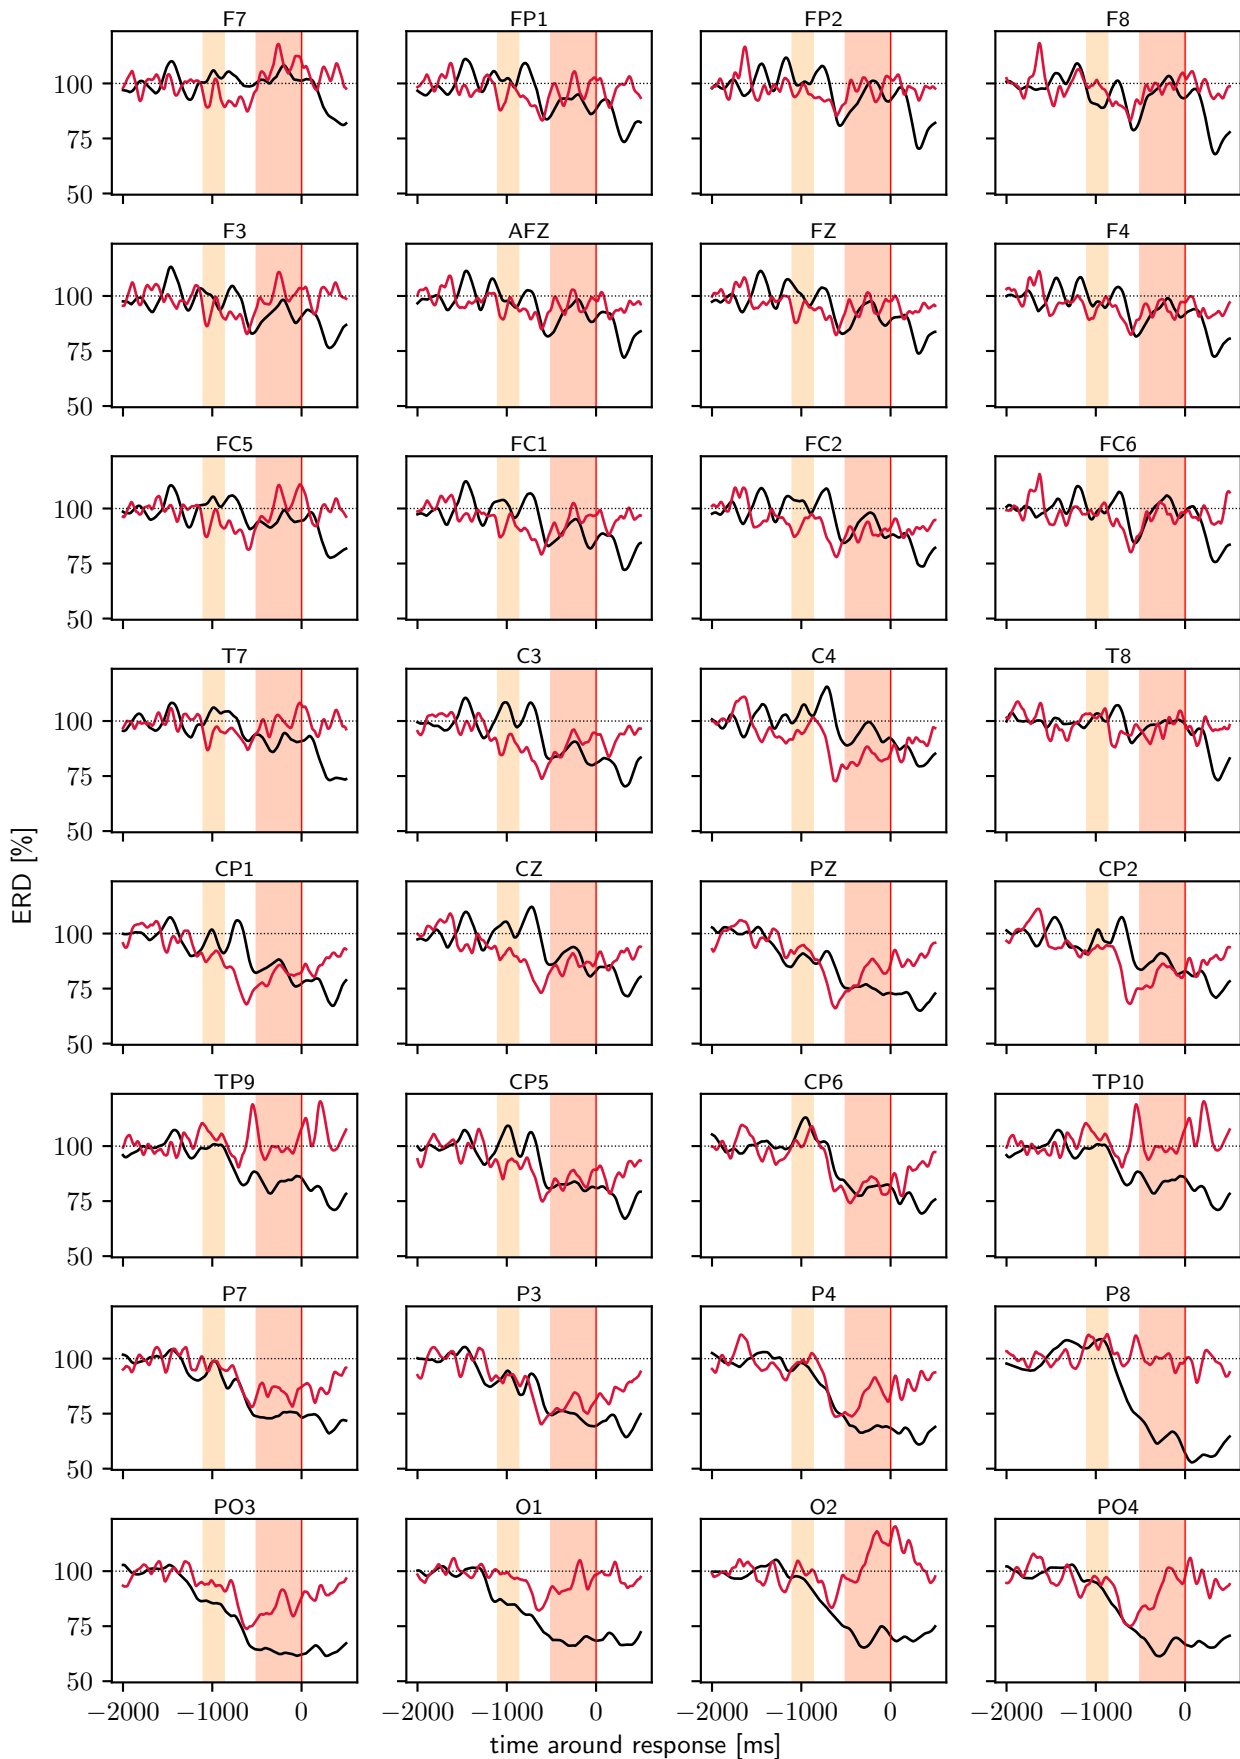 F7 FP1 FP2 F8
100
75
50
F3 AFZ FZ F4
100
75
50
FC5 FC1 FC2 FC6
100
75
50
T7 C3 C4 T8
100
75
50
ERD [%]
CP1 CZ PZ CP2
100
75
50
TP9 CP5 CP6 TP10
100
75
50
P7 P3 P4 P8
100
75
50
PO3 O1 O2 PO4
100
75
50
−2000 −1000 0 −2000 −1000 0 −2000 −1000 0 −2000 −1000 0
time around response [ms]